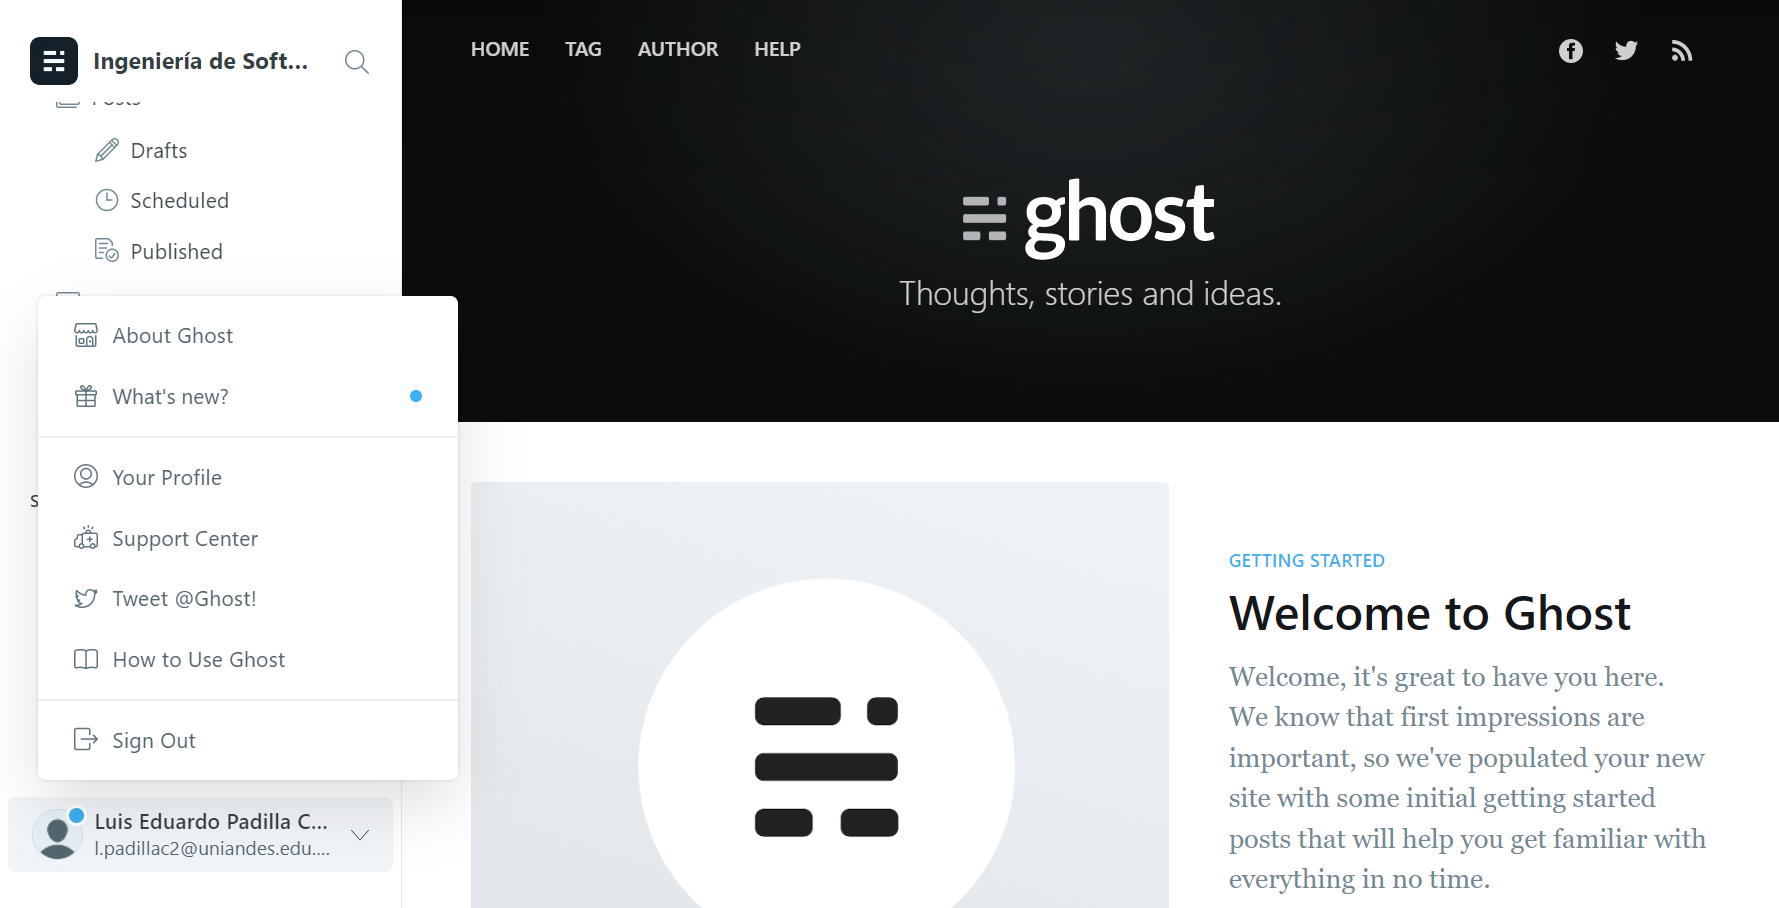 Ingeniería de Soft...
Posts
Drafts
Scheduled
Published
About Ghost
What's new?
Your Profile
Support Center
Tweet @Ghost!
How to Use Ghost
Sign Out
Luis Eduardo Padilla C...
l.padillac2@uniandes.edu....
HOME TAG AUTHOR HELP
ghost
Thoughts, stories and ideas.
GETTING STARTED
Welcome to Ghost
Welcome, it's great to have you here.
We know that first impressions are
important, so we've populated your new
site with some initial getting started
posts that will help you get familiar with
everything in no time.